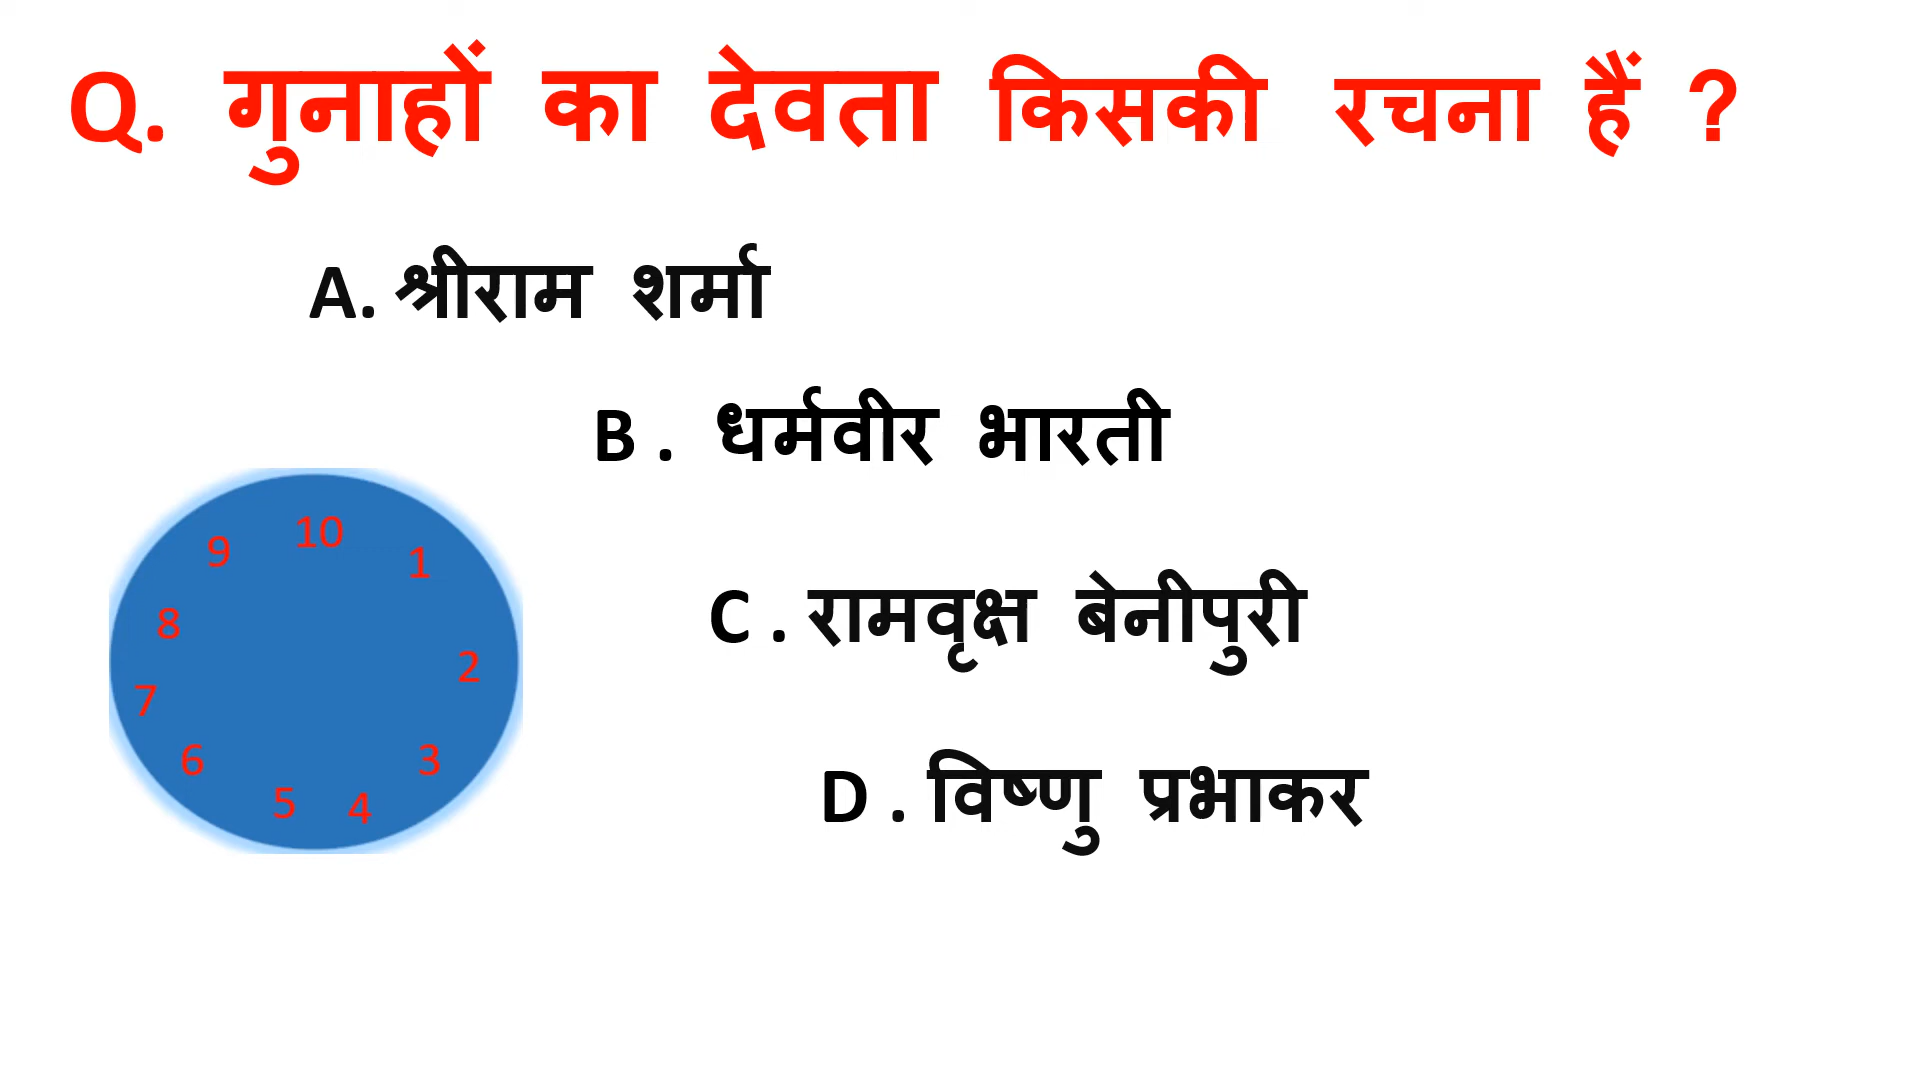 Q. गुनाहों का देवता किसकी रचना हैं ?
A. श्रीराम शर्मा
B . धर्मवीर भारती
C . रामवृक्ष बेनीपुरी
D . विष्णु प्रभाकर
10
9
1
8
2
7
6
3
5
4